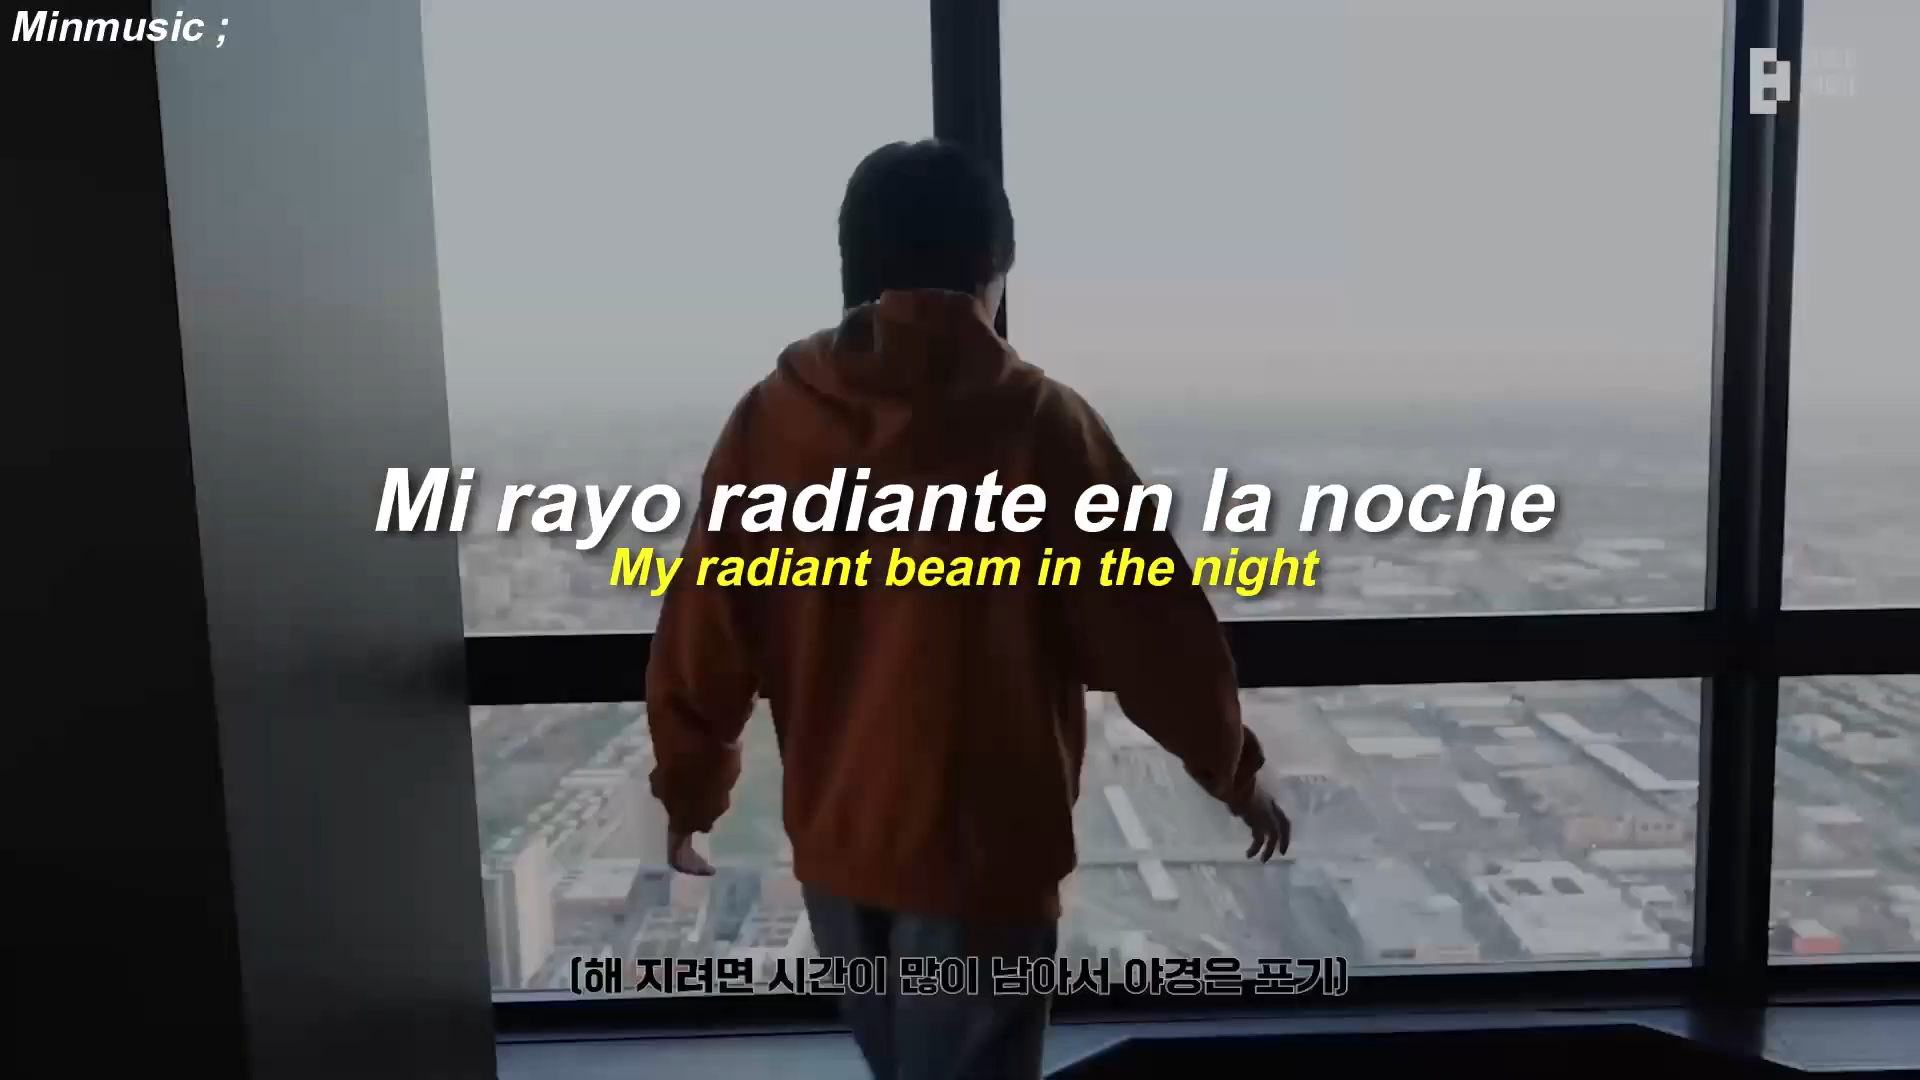 Minmusic ;
Mi rayo radiante en la noche
My radiant beam in the night
(해 지려면 시간이 많이 남아서 야경은 포기)